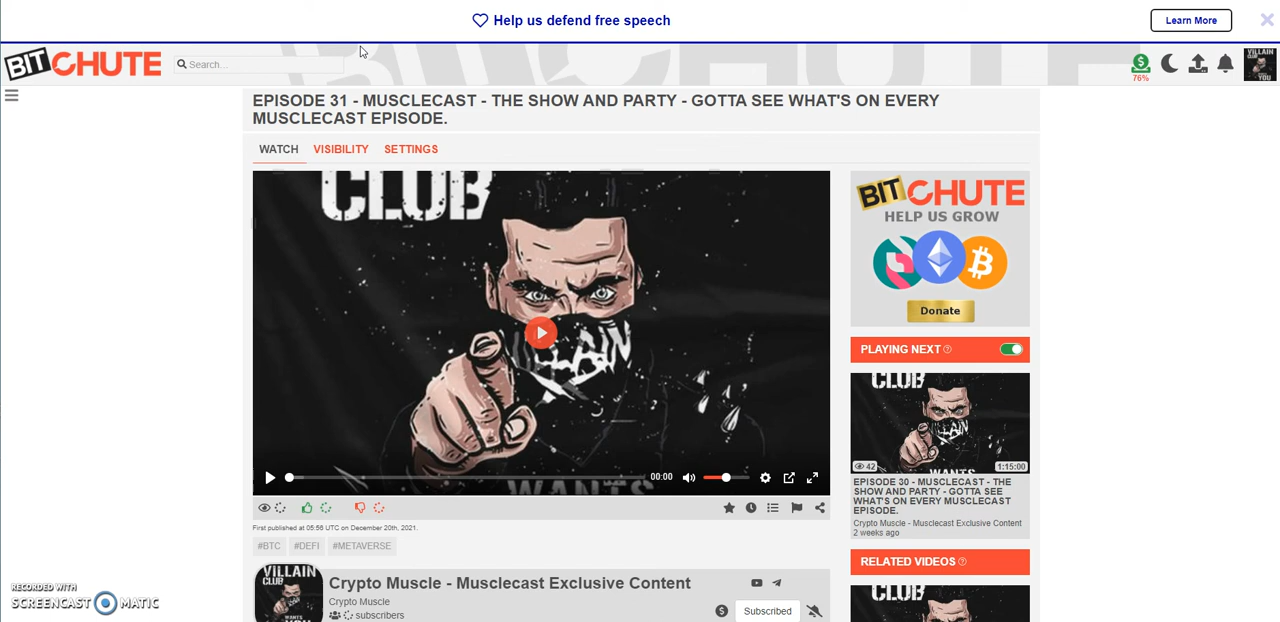 Help us defend free speech
Learn More
BITCHUTE
Search...
76%
VILLAIN
CLUB
YOU
EPISODE 31 - MUSCLECAST - THE SHOW AND PARTY - GOTTA SEE WHAT'S ON EVERY
MUSCLECAST EPISODE.
WATCH VISIBILITY SETTINGS
CLUB
VILLAIN
WANTS
00:00
First published at 05:56 UTC on December 20th, 2021.
#BTC #DEFI #METAVERSE
VILLAIN
CLUB
WANTS
Crypto Muscle - Musclecast Exclusive Content
Crypto Muscle
subscribers
Subscribed
BITCHUTE
HELP US GROW
Donate
PLAYING NEXT
CLUB
WANTS
42
1:15:00
EPISODE 30 - MUSCLECAST - THE
SHOW AND PARTY - GOTTA SEE
WHAT'S ON EVERY MUSCLECAST
EPISODE.
Crypto Muscle - Musclecast Exclusive Content
2 weeks ago
RELATED VIDEOS
CLUB
RECORDED WITH
SCREENCAST MATIC